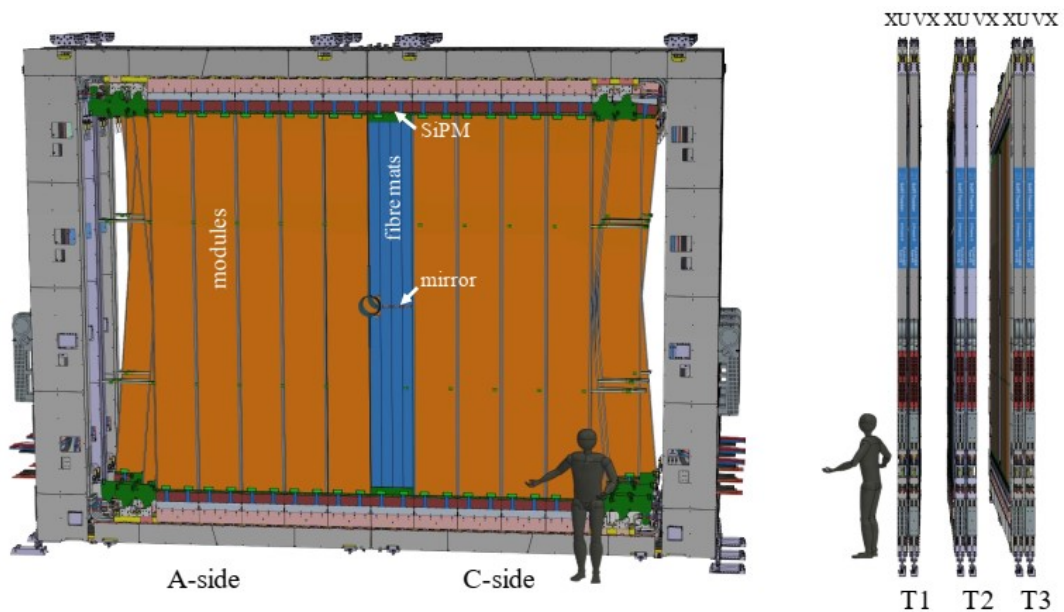 XU VX XU VX XU VX
SiPM
fibre mats
modules
mirror
A-side
C-side
T1
T2
T3